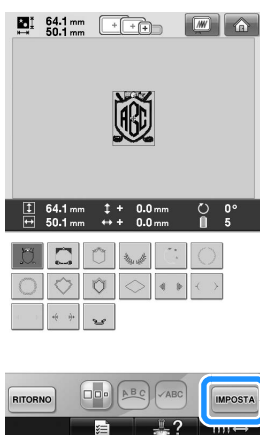 64.1 mm
50.1 mm
ABC
64.1 mm + 0.0 mm 0°
50.1 mm + 0.0 mm 5
RITORNO ABC ✓ABC IMPOSTA
?